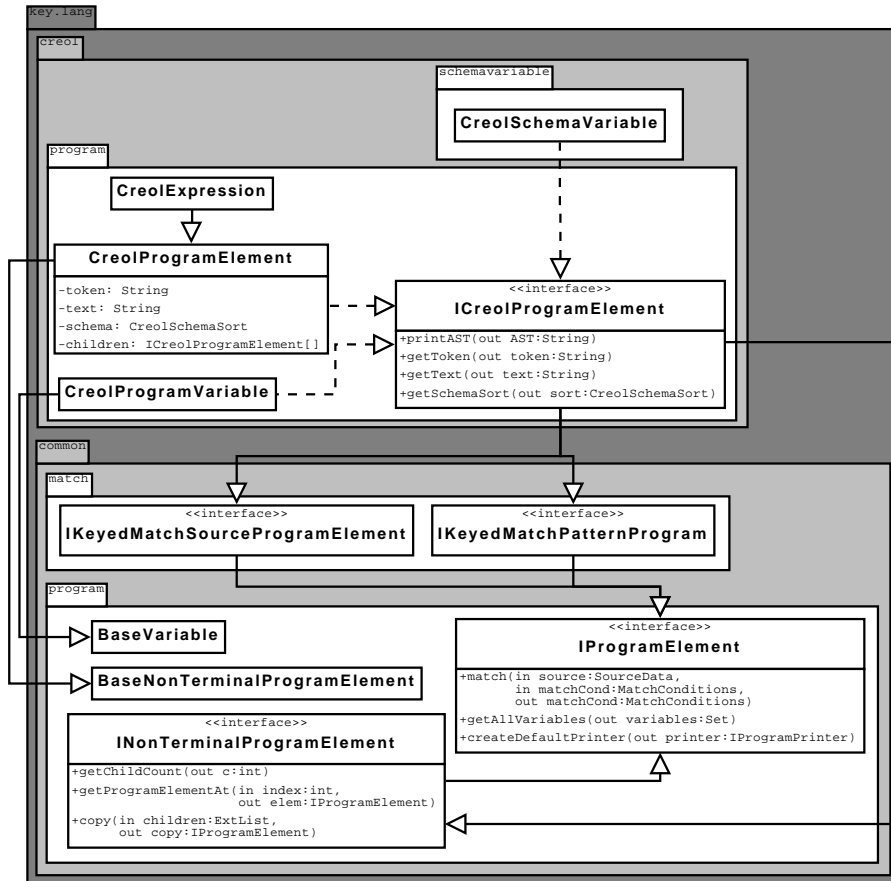 key.lang
creol
schemavariable
CreolSchemaVariable
program
CreolExpression
CreolProgramElement
-token: String
-text: String
-schema: CreolSchemaSort
-children: ICreolProgramElement[]
<<interface>>
ICreolProgramElement
+printAST(out AST:String)
+getToken(out token:String)
+getText(out text:String)
+getSchemaSort(out sort:CreolSchemaSort)
CreolProgramVariable
common
match
<<interface>>
IKeyedMatchSourceProgramElement
<<interface>>
IKeyedMatchPatternProgram
program
BaseVariable
BaseNonTerminalProgramElement
<<interface>>
IProgramElement
+match(in source:SourceData,
in matchCond:MatchConditions,
out matchCond:MatchConditions)
+getAllVariables(out variables:Set)
+createDefaultPrinter(out printer:IProgramPrinter)
<<interface>>
INonTerminalProgramElement
+getChildCount(out c:int)
+getProgramElementAt(in index:int,
out elem:IProgramElement)
+copy(in children:ExtList,
out copy:IProgramElement)